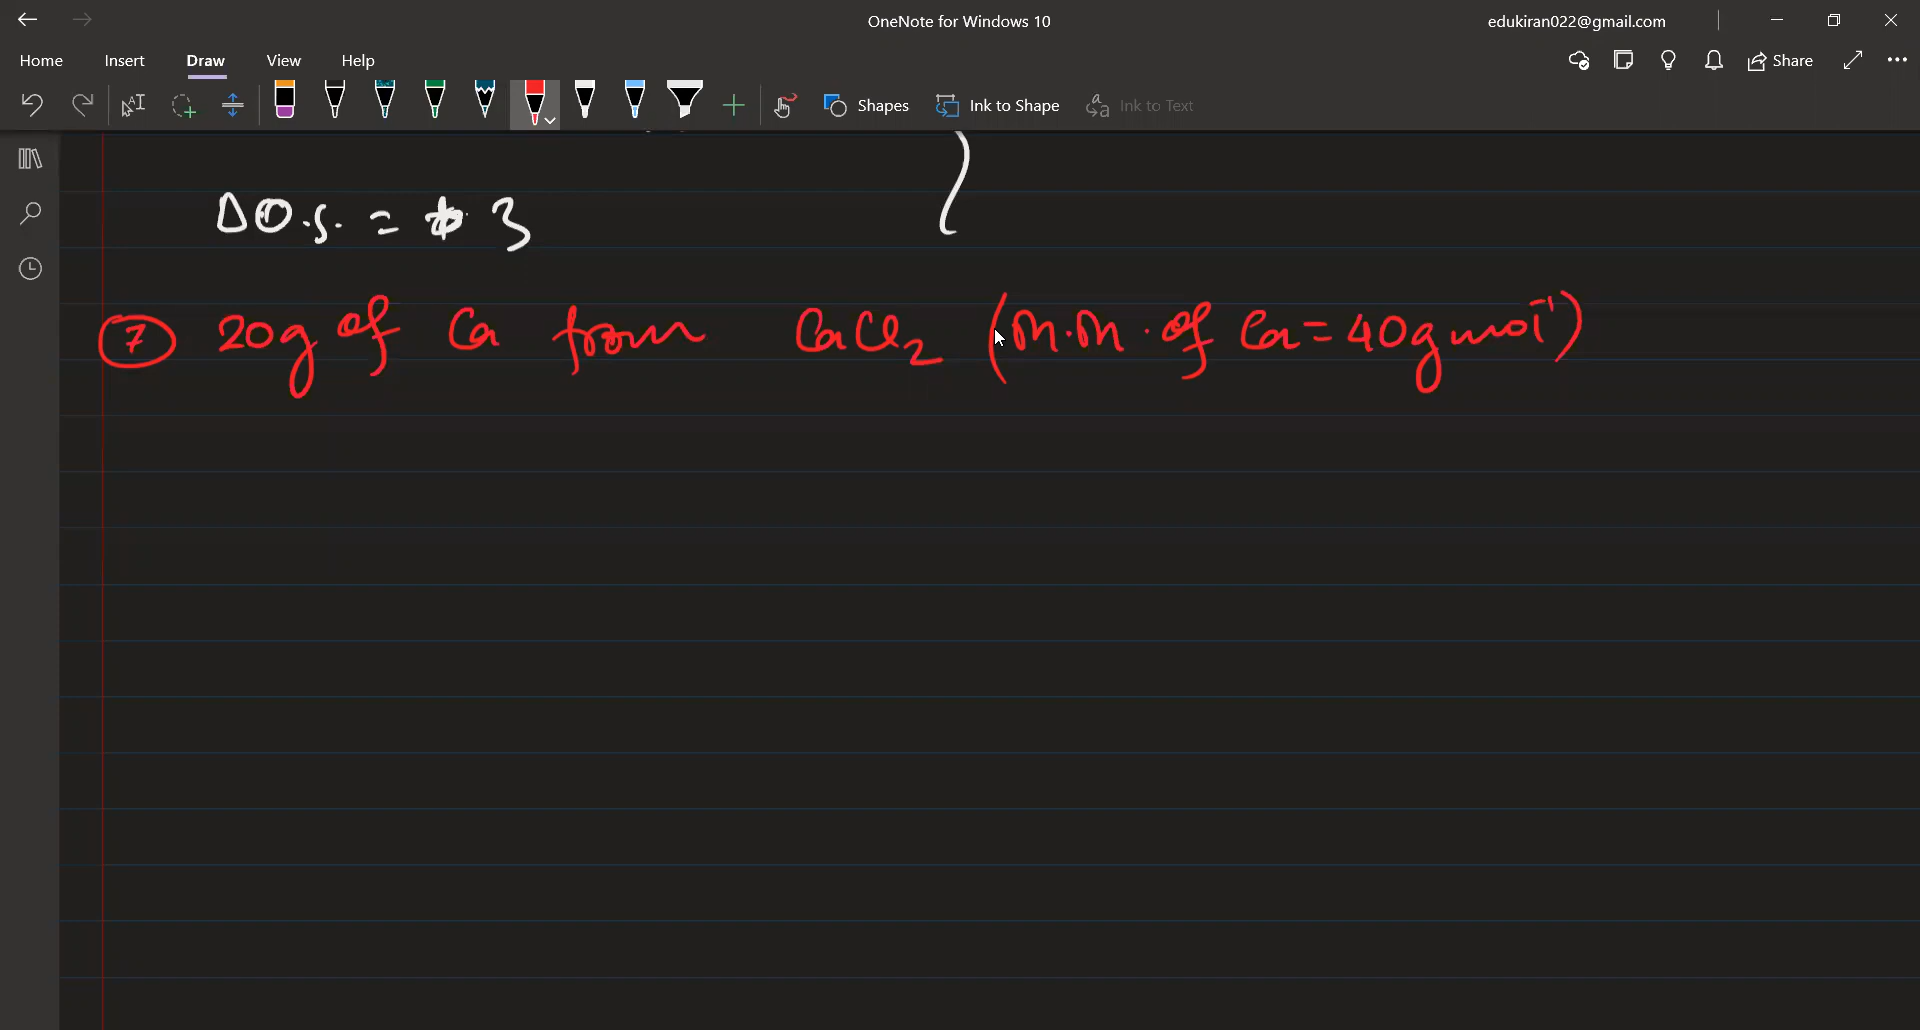 OneNote for Windows 10
edukiran022@gmail.com
Home Insert Draw View Help
Share
Shapes Ink to Shape Ink to Text
ΔO.S. = 3
7 20g of Ca from CaCl₂ (M.M. of Ca = 40g mol⁻¹)